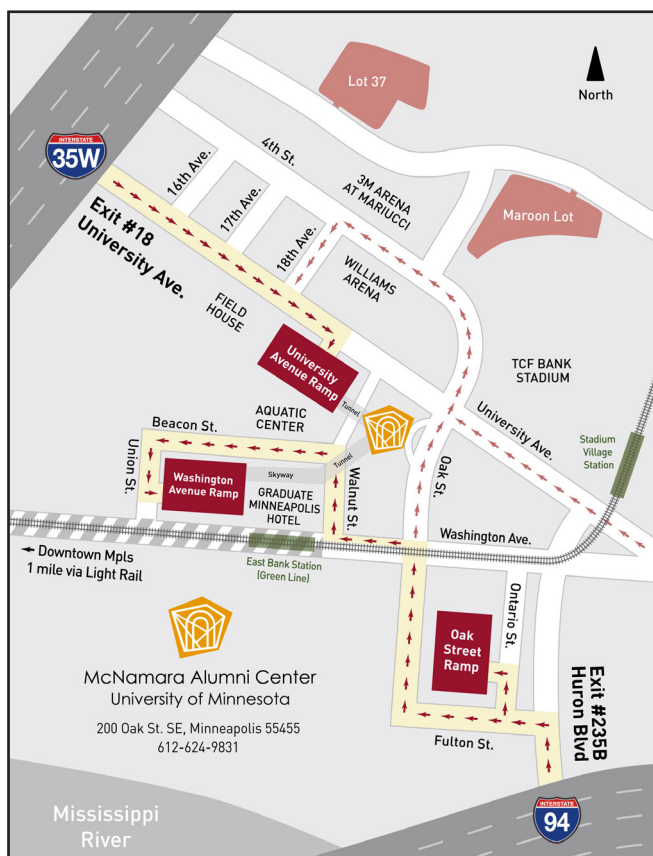 Lot 37
North
INTERSTATE
35W
4th St.
16th Ave.
3M ARENA
AT MARIUCCI
Maroon Lot
17th Ave.
Exit #18
University Ave.
18th Ave.
WILLIAMS
ARENA
FIELD
HOUSE
University
Avenue Ramp
TCF BANK
STADIUM
Tunnel
AQUATIC
CENTER
University Ave.
Beacon St.
Stadium
Village
Station
Union St.
Tunnel
Oak St.
Washington
Avenue Ramp
Skyway
Walnut St.
GRADUATE
MINNEAPOLIS
HOTEL
Washington Ave.
Downtown Mpls
1 mile via Light Rail
East Bank Station
(Green Line)
Ontario St.
Oak
Street
Ramp
McNamara Alumni Center
University of Minnesota
200 Oak St. SE, Minneapolis 55455
612-624-9831
Exit #235B
Huron Blvd
Fulton St.
Mississippi
River
INTERSTATE
94